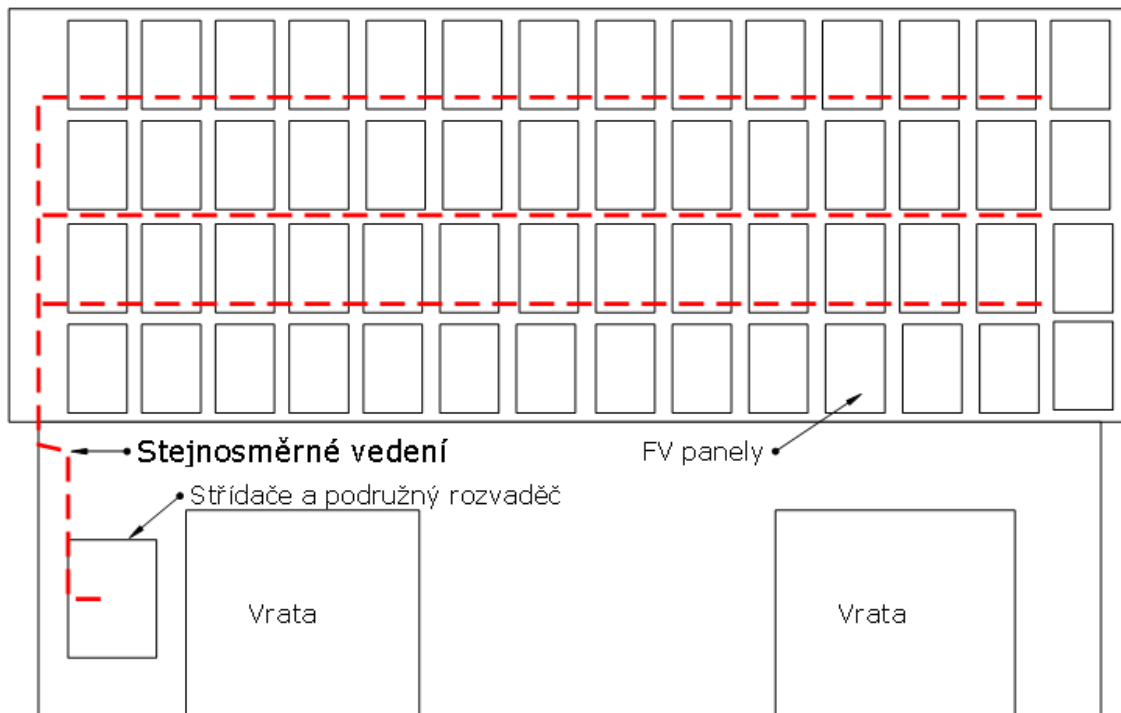 Stejnosměrné vedení
FV panely
Střídače a podružný rozvaděč
Vrata
Vrata